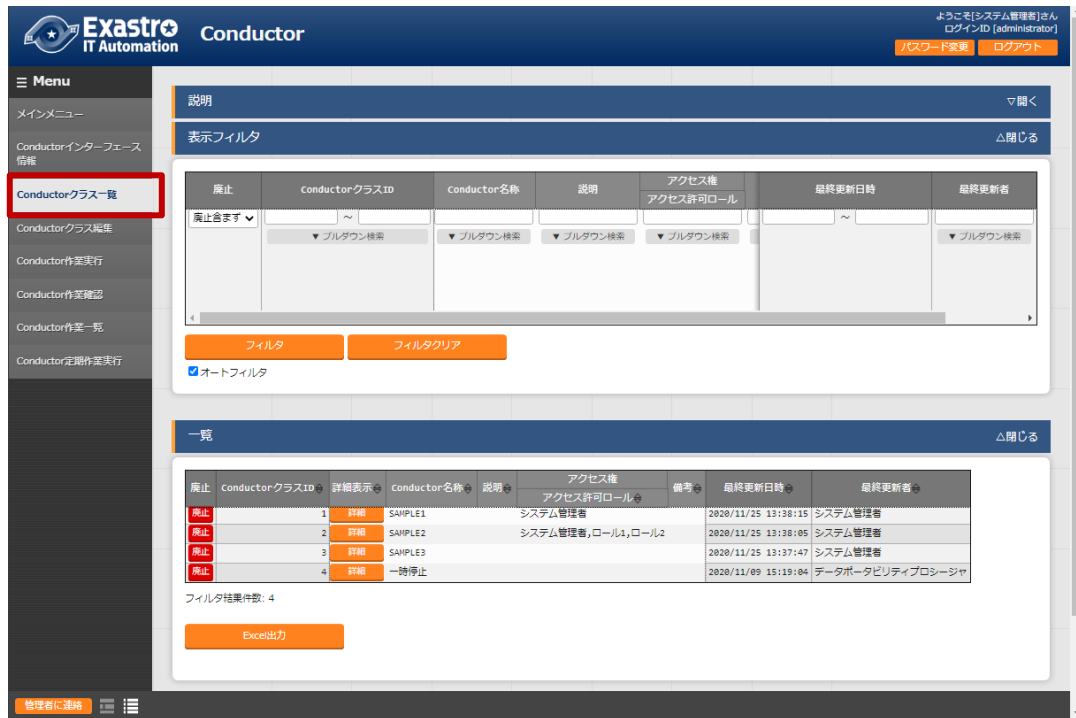 Exastro
IT Automation
Conductor
ようこそ[システム管理者]さん
ログインID [administrator]
パスワード変更
ログアウト
Menu
メインメニュー
Conductorインターフェース
情報
Conductorクラス一覧
Conductorクラス編集
Conductor作業実行
Conductor作業確認
Conductor作業一覧
Conductor定期作業実行
説明 ▽開く
表示フィルタ △閉じる
廃止 ConductorクラスID Conductor名称 説明 アクセス権 最終更新日時 最終更新者
アクセス許可ロール
廃止含まず ~ ~
▼ プルダウン検索 ▼ プルダウン検索 ▼ プルダウン検索 ▼ プルダウン検索 ▼ プルダウン検索
フィルタ フィルタクリア
オートフィルタ
一覧 △閉じる
廃止 ConductorクラスID 詳細表示 Conductor名称 説明 アクセス権 備考 最終更新日時 最終更新者
アクセス許可ロール
廃止 1 詳細 SAMPLE1 システム管理者 2020/11/25 13:38:15 システム管理者
廃止 2 詳細 SAMPLE2 システム管理者,ロール1,ロール2 2020/11/25 13:38:05 システム管理者
廃止 3 詳細 SAMPLE3 2020/11/25 13:37:47 システム管理者
廃止 4 詳細 一時停止 2020/11/09 15:19:04 データポータビリティプロシージャ
フィルタ結果件数: 4
Excel出力
管理者に連絡